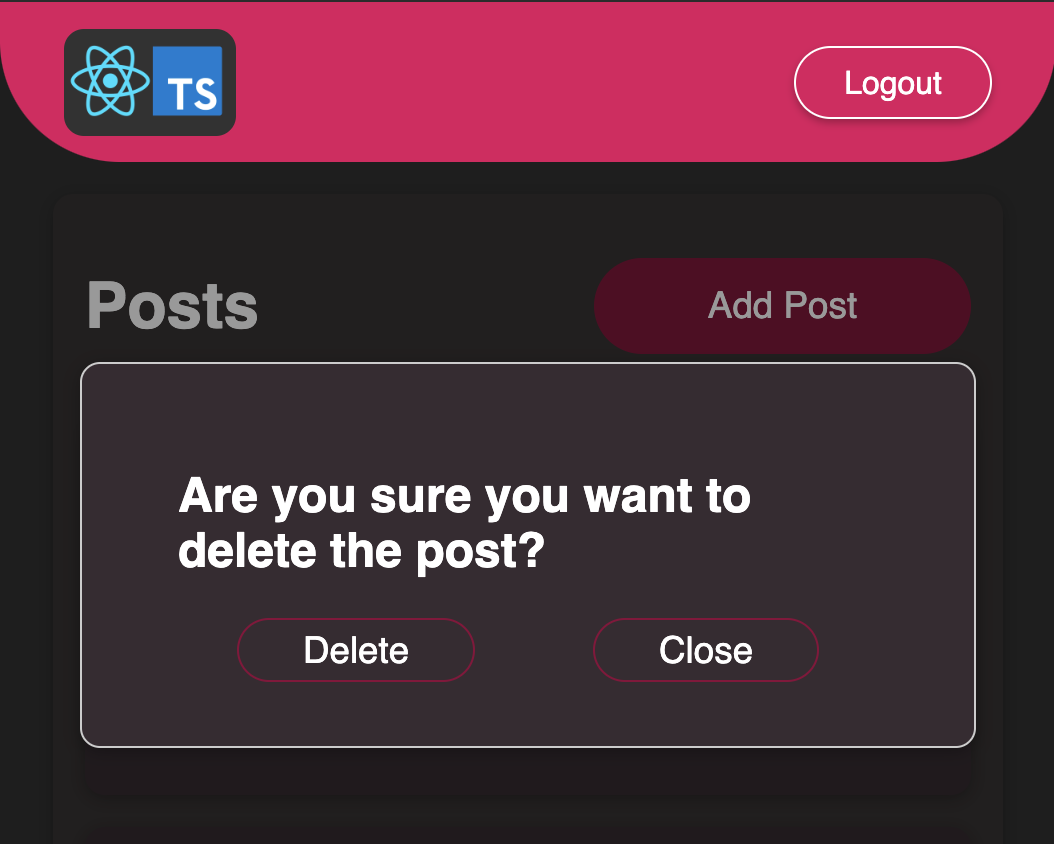 TS
Logout
Posts
Add Post
Are you sure you want to
delete the post?
Delete
Close